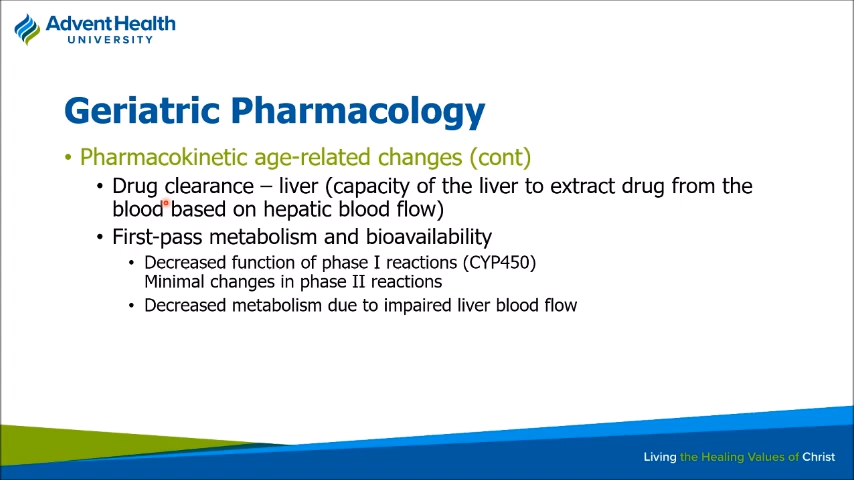 AdventHealth
UNIVERSITY
Geriatric Pharmacology
• Pharmacokinetic age-related changes (cont)
• Drug clearance – liver (capacity of the liver to extract drug from the
blood based on hepatic blood flow)
• First-pass metabolism and bioavailability
• Decreased function of phase I reactions (CYP450)
Minimal changes in phase II reactions
• Decreased metabolism due to impaired liver blood flow
Living the Healing Values of Christ